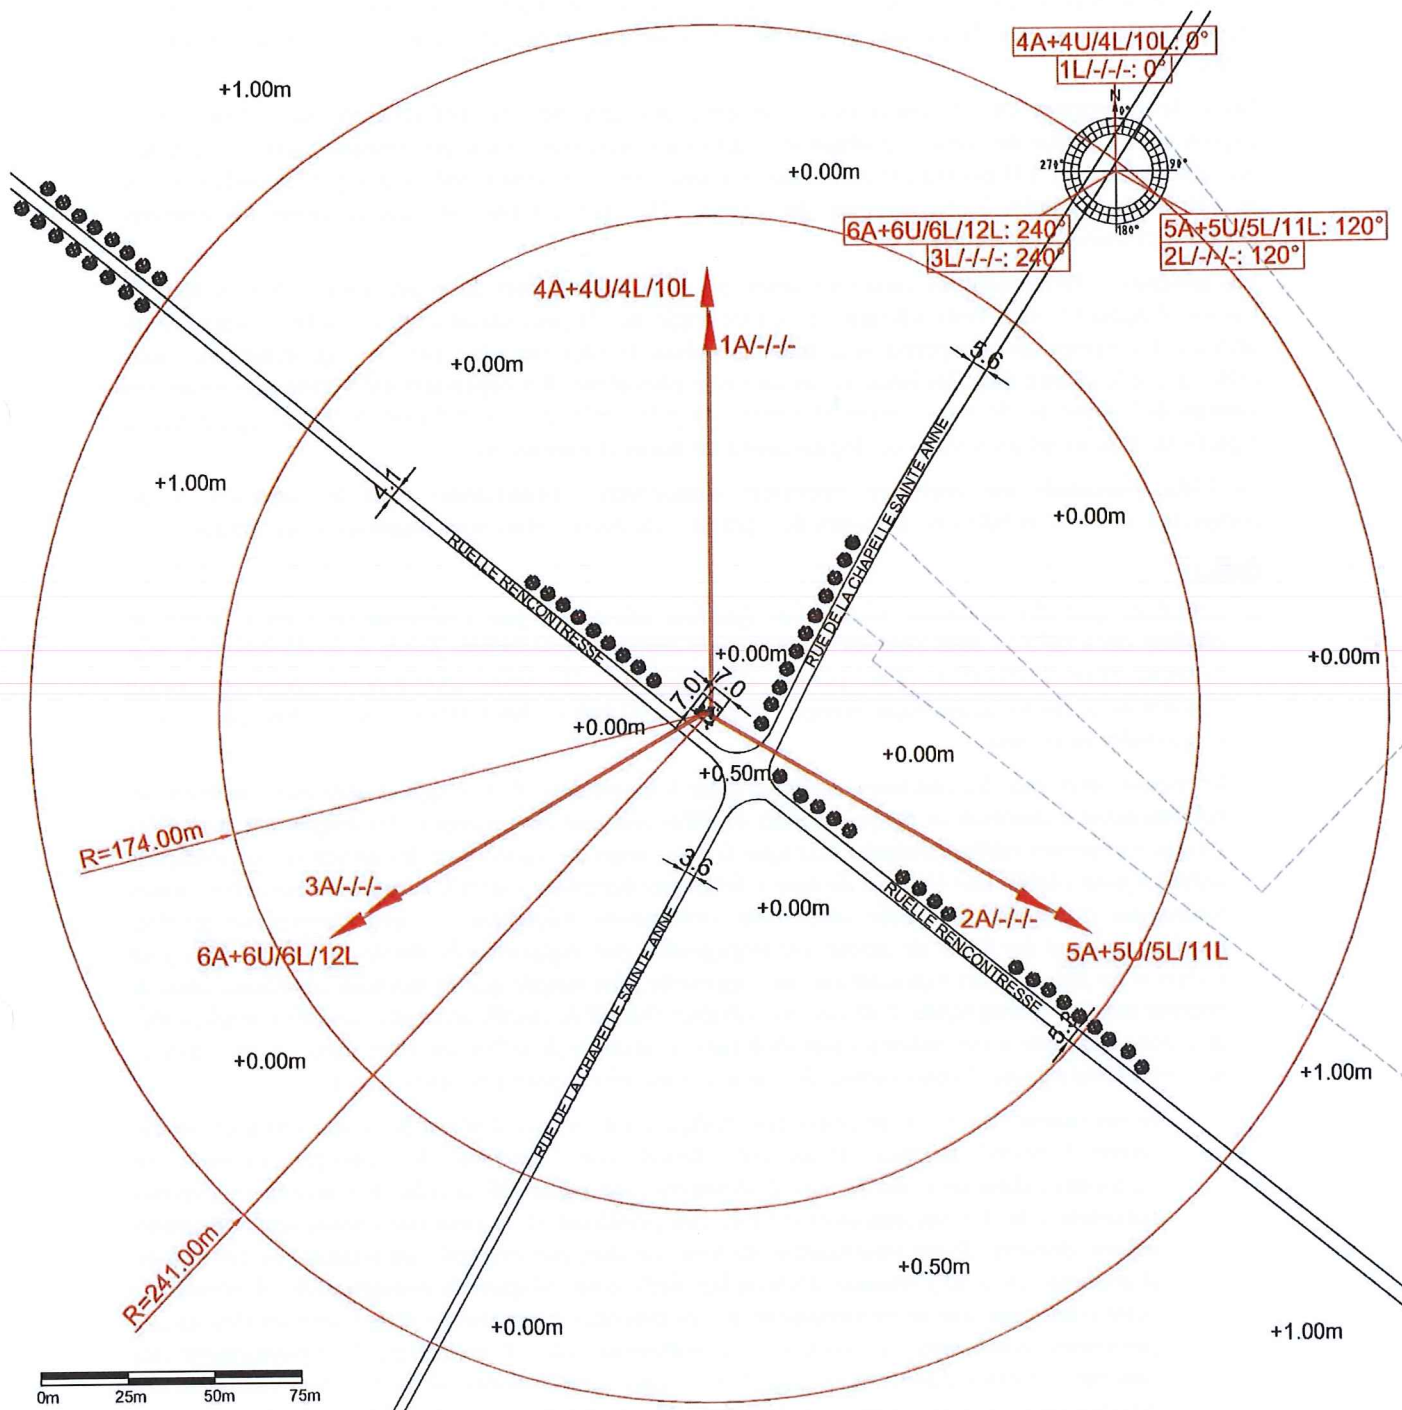 4A+4U/4L/10L: 0°
1L/-/-/-: 0°
+1.00m
N
0°
270°
90°
180°
+0.00m
6A+6U/6L/12L: 240°
3L/-/-/-: 240°
5A+5U/5L/11L: 120°
2L/-/-/-: 120°
4A+4U/4L/10L
1A/-/-/-
+0.00m
5.6
+1.00m
4.7
+0.00m
RUELLE RENCONTRESSE
RUE DE LA CHAPELLE SAINTE ANNE
+0.00m
+0.00m
7.0
7.0
+0.00m
+0.00m
+0.50m
R=174.00m
3.6
3A/-/-/-
+0.00m
RUELLE RENCONTRESSE
2A/-/-/-
6A+6U/6L/12L
5A+5U/5L/11L
RUE DE LA CHAPELLE SAINTE ANNE
+0.00m
+1.00m
R=241.00m
+0.50m
+0.00m
+1.00m
0m 25m 50m 75m